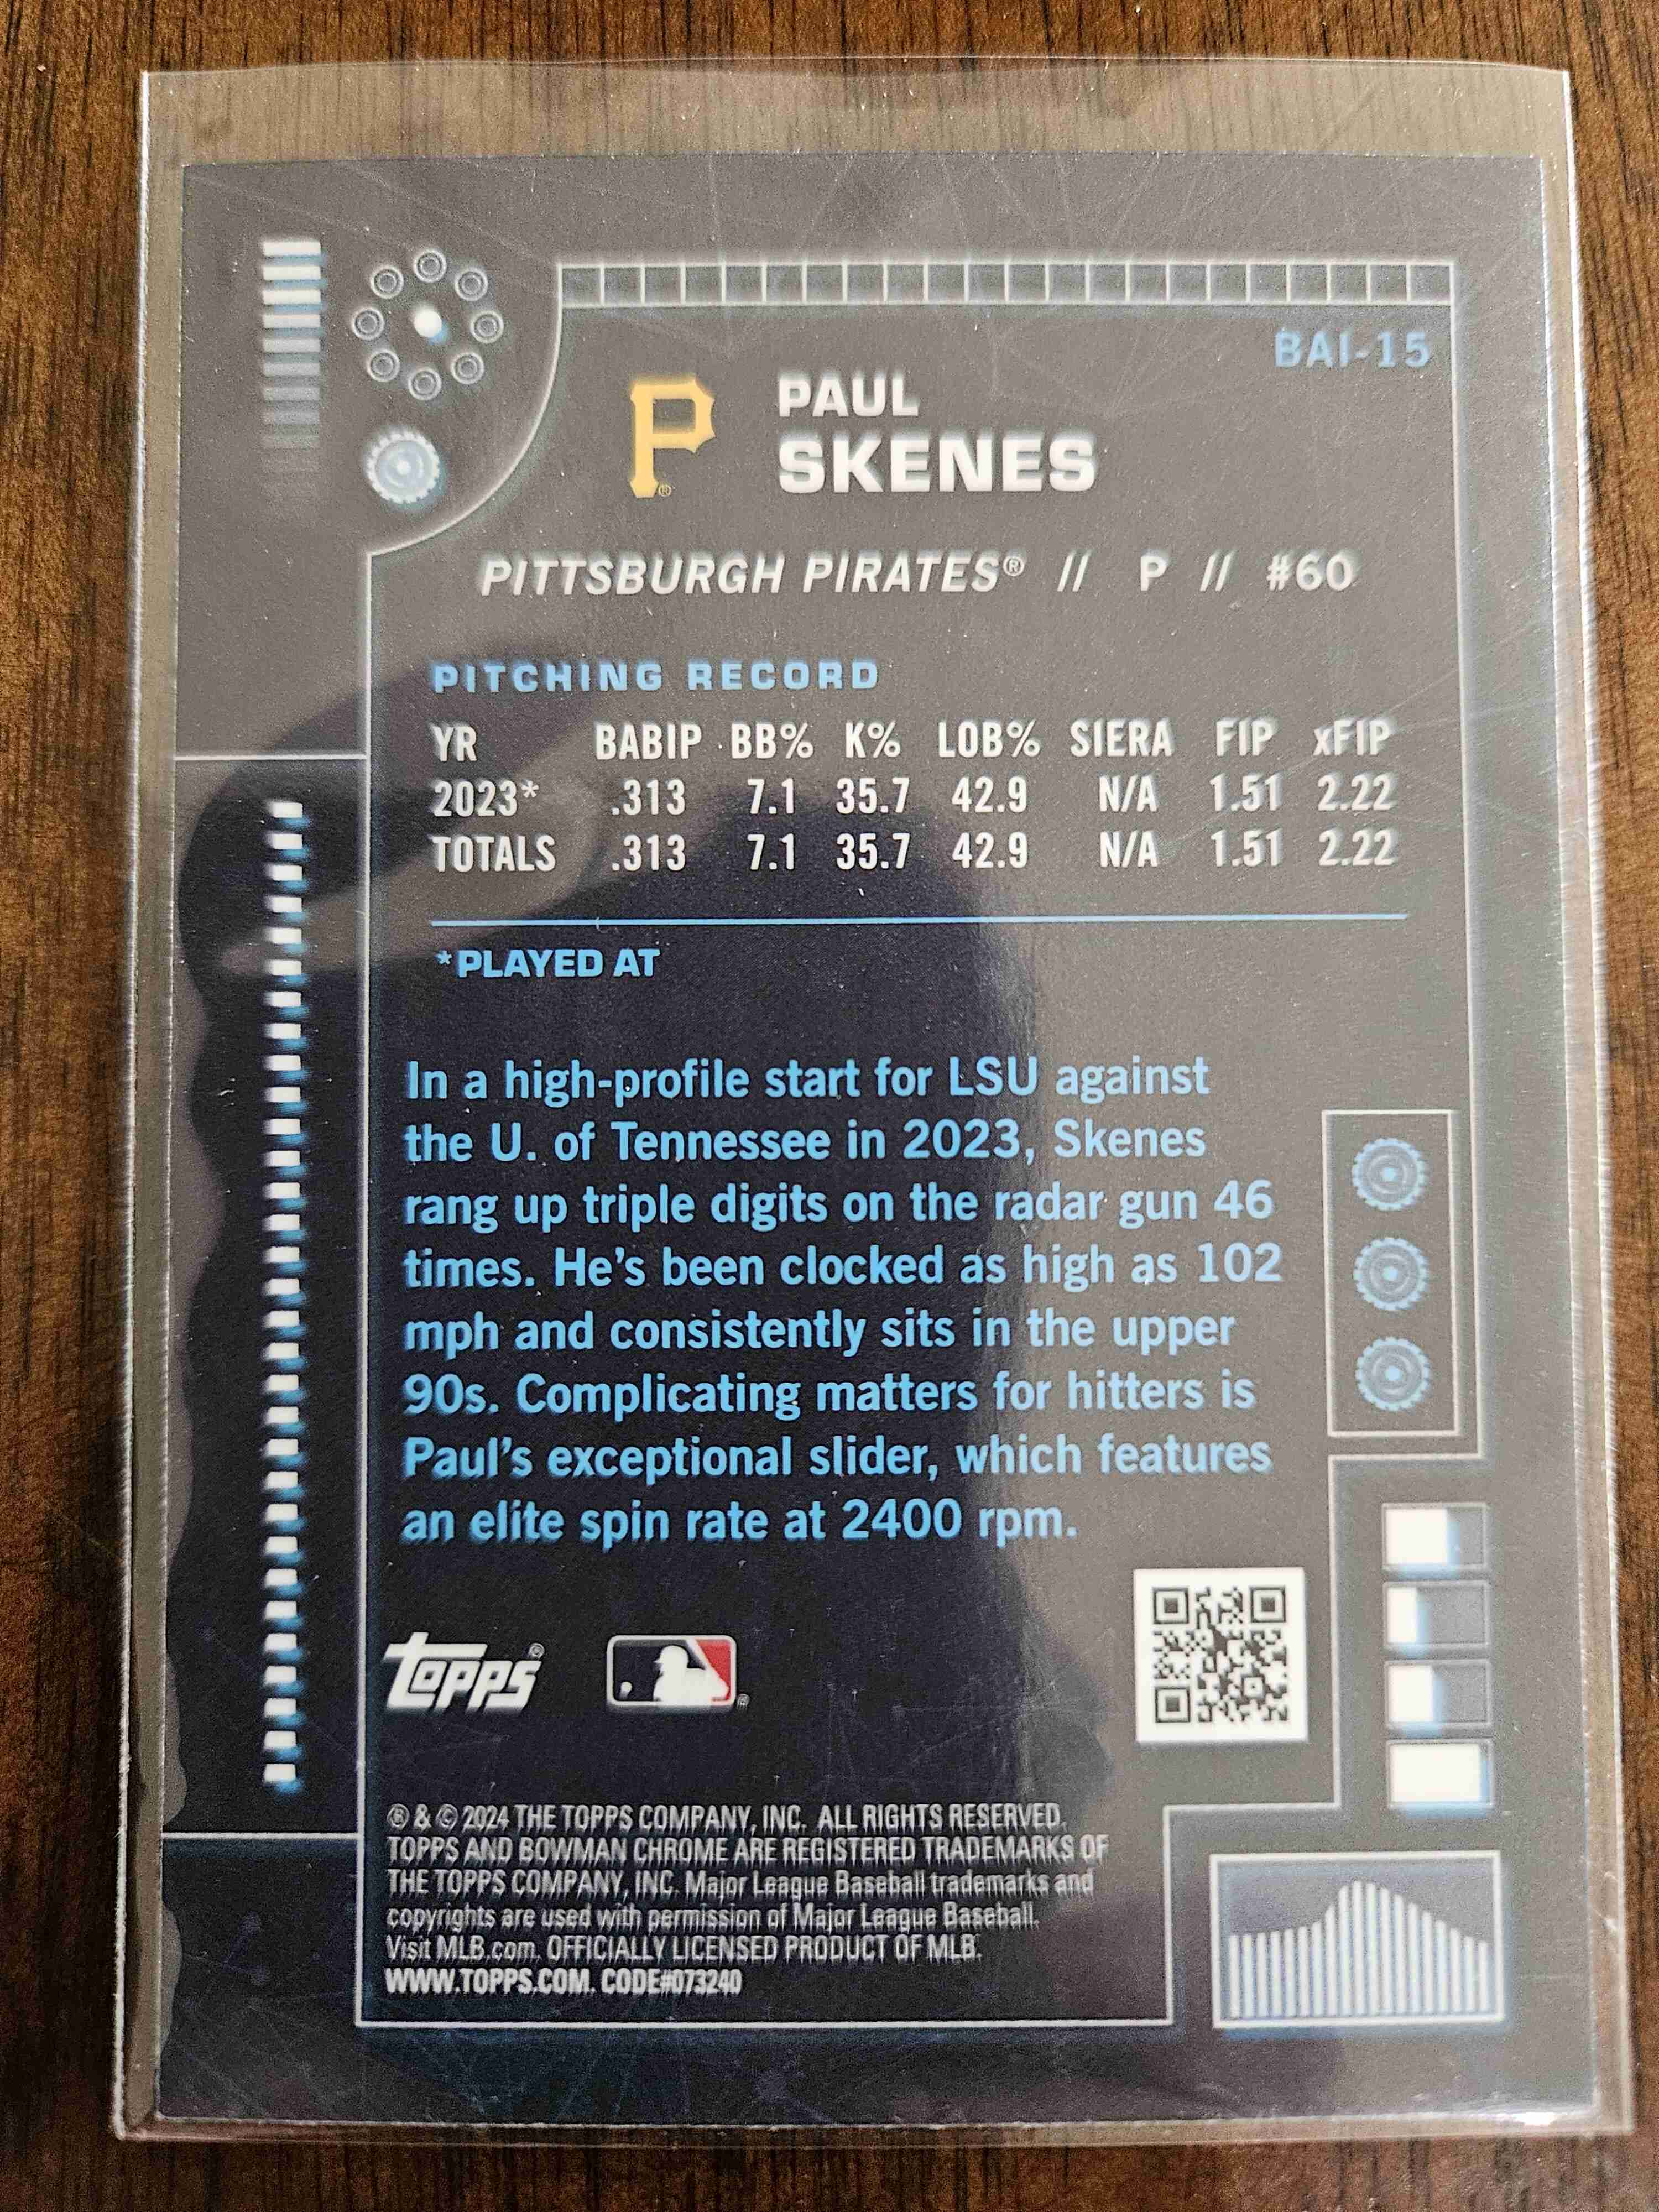 BAI-15
P®
PAUL
SKENES
PITTSBURGH PIRATES® // P // #60
PITCHING RECORD
YR BABIP BB% K% LOB% SIERA FIP xFIP
2023* .313 7.1 35.7 42.9 N/A 1.51 2.22
TOTALS .313 7.1 35.7 42.9 N/A 1.51 2.22
*PLAYED AT
In a high-profile start for LSU against
the U. of Tennessee in 2023, Skenes
rang up triple digits on the radar gun 46
times. He's been clocked as high as 102
mph and consistently sits in the upper
90s. Complicating matters for hitters is
Paul's exceptional slider, which features
an elite spin rate at 2400 rpm.
Topps®
® & © 2024 THE TOPPS COMPANY, INC. ALL RIGHTS RESERVED.
TOPPS AND BOWMAN CHROME ARE REGISTERED TRADEMARKS OF
THE TOPPS COMPANY, INC. Major League Baseball trademarks and
copyrights are used with permission of Major League Baseball.
Visit MLB.com. OFFICIALLY LICENSED PRODUCT OF MLB.
WWW.TOPPS.COM. CODE#073240